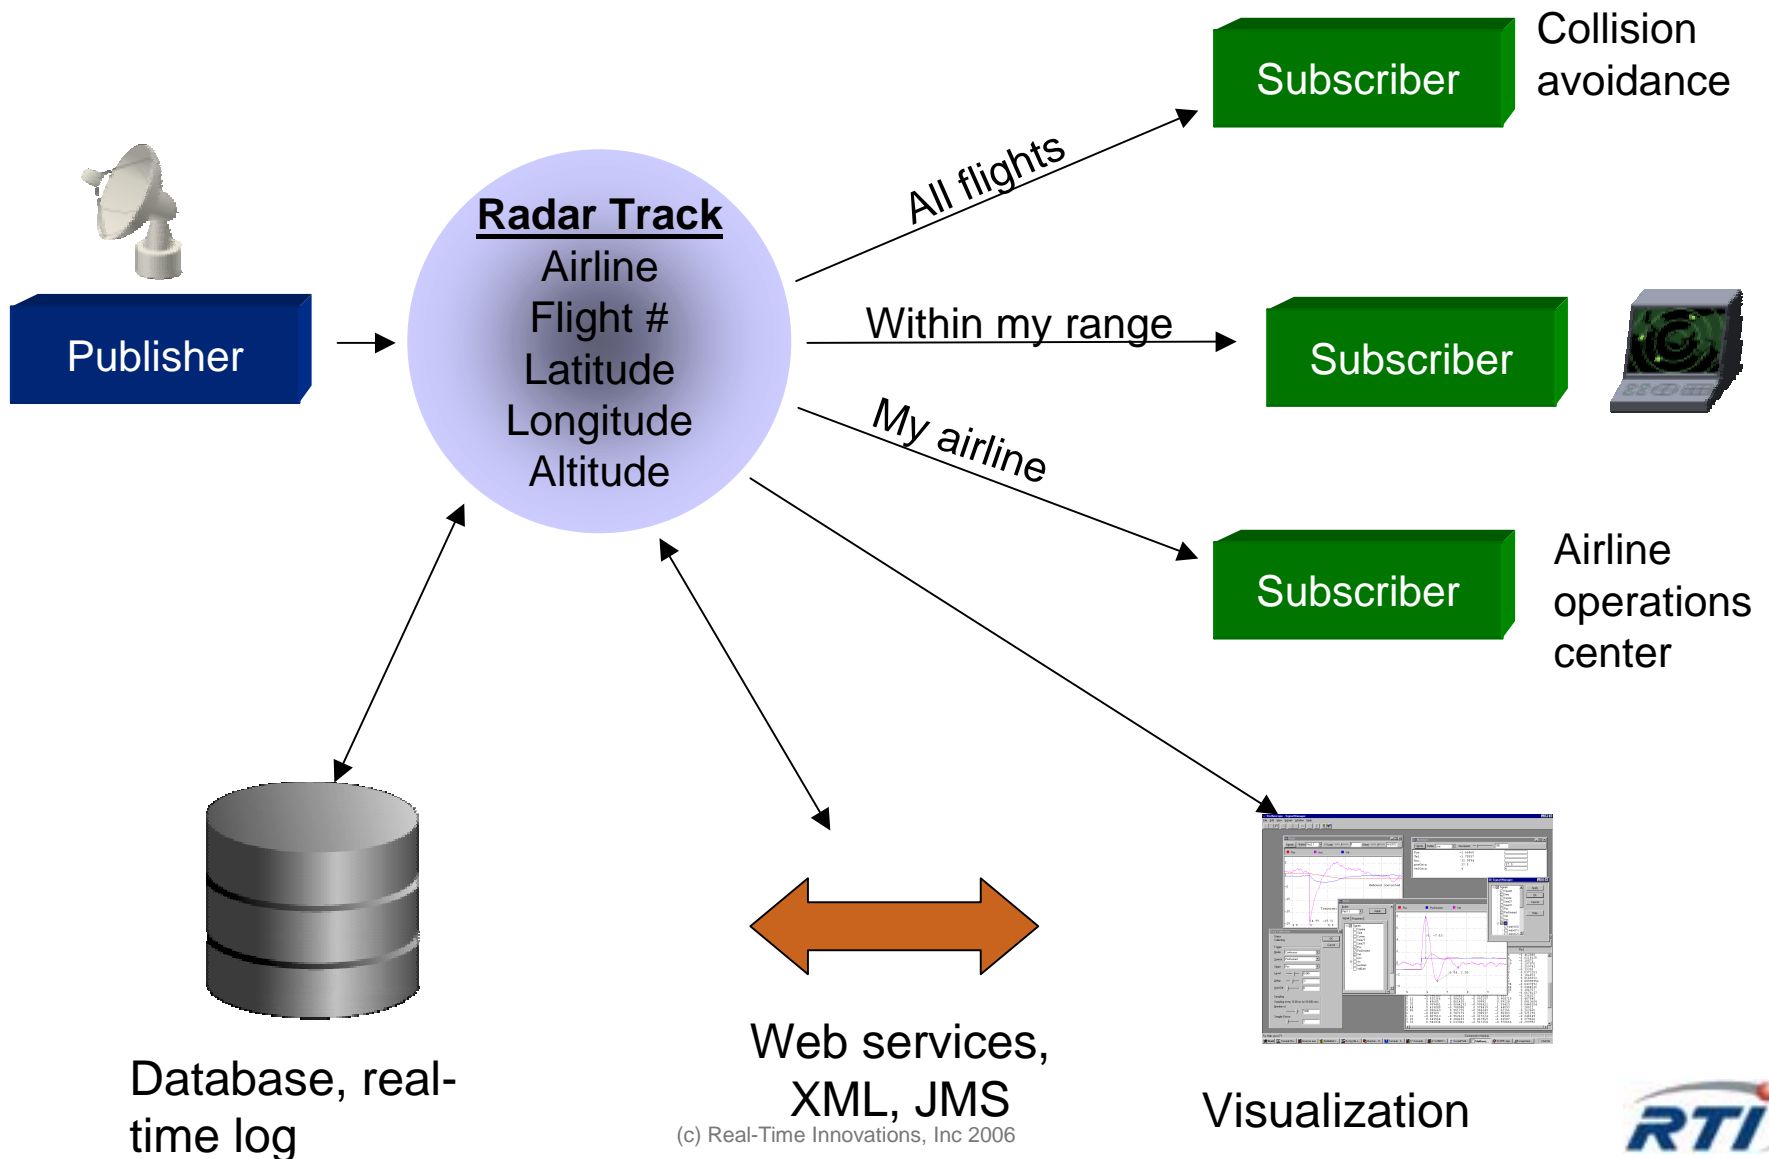 Collision
avoidance
Subscriber
All flights
Radar Track
Airline
Flight #
Latitude
Longitude
Altitude
Publisher
Within my range
Subscriber
My airline
Subscriber
Airline
operations
center
Database, real-
time log
Web services,
XML, JMS
(c) Real-Time Innovations, Inc 2006
Visualization
RTI